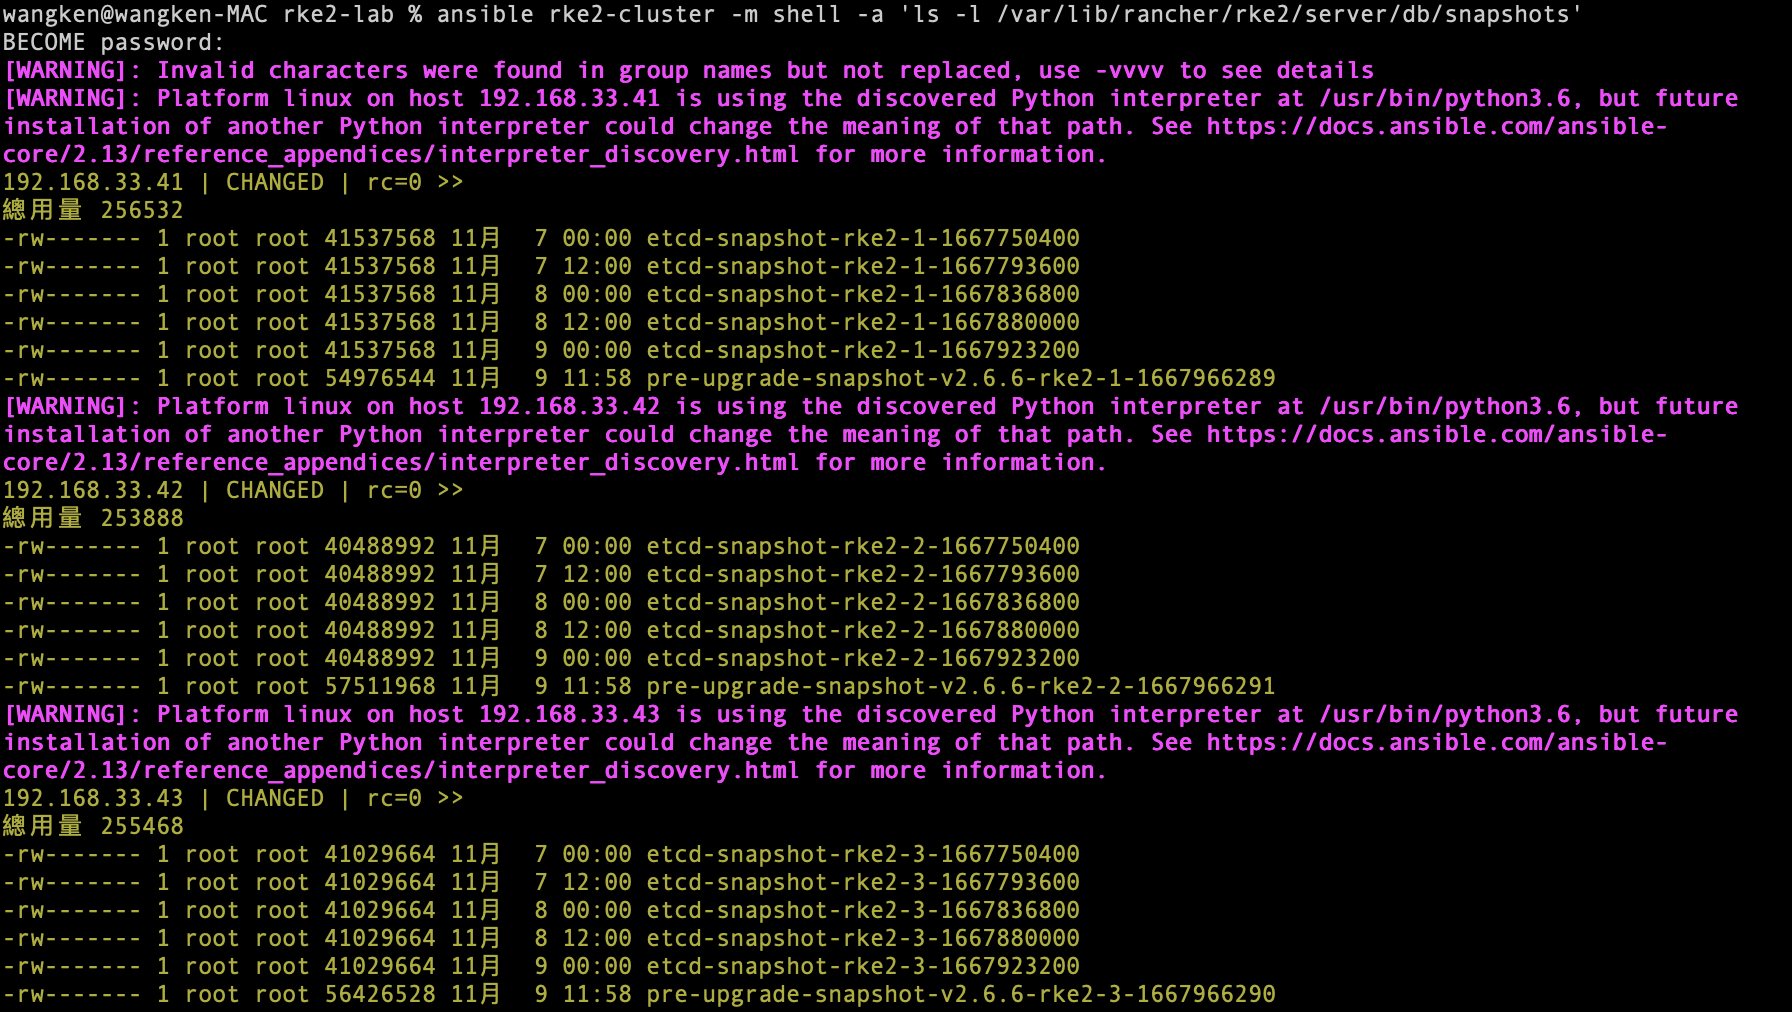 wangken@wangken-MAC rke2-lab % ansible rke2-cluster -m shell -a 'ls -l /var/lib/rancher/rke2/server/db/snapshots'
BECOME password:
[WARNING]: Invalid characters were found in group names but not replaced, use -vvvv to see details
[WARNING]: Platform linux on host 192.168.33.41 is using the discovered Python interpreter at /usr/bin/python3.6, but future
installation of another Python interpreter could change the meaning of that path. See https://docs.ansible.com/ansible-
core/2.13/reference_appendices/interpreter_discovery.html for more information.
192.168.33.41 | CHANGED | rc=0 >>
總用量 256532
-rw------- 1 root root 41537568 11月  7 00:00 etcd-snapshot-rke2-1-1667750400
-rw------- 1 root root 41537568 11月  7 12:00 etcd-snapshot-rke2-1-1667793600
-rw------- 1 root root 41537568 11月  8 00:00 etcd-snapshot-rke2-1-1667836800
-rw------- 1 root root 41537568 11月  8 12:00 etcd-snapshot-rke2-1-1667880000
-rw------- 1 root root 41537568 11月  9 00:00 etcd-snapshot-rke2-1-1667923200
-rw------- 1 root root 54976544 11月  9 11:58 pre-upgrade-snapshot-v2.6.6-rke2-1-1667966289
[WARNING]: Platform linux on host 192.168.33.42 is using the discovered Python interpreter at /usr/bin/python3.6, but future
installation of another Python interpreter could change the meaning of that path. See https://docs.ansible.com/ansible-
core/2.13/reference_appendices/interpreter_discovery.html for more information.
192.168.33.42 | CHANGED | rc=0 >>
總用量 253888
-rw------- 1 root root 40488992 11月  7 00:00 etcd-snapshot-rke2-2-1667750400
-rw------- 1 root root 40488992 11月  7 12:00 etcd-snapshot-rke2-2-1667793600
-rw------- 1 root root 40488992 11月  8 00:00 etcd-snapshot-rke2-2-1667836800
-rw------- 1 root root 40488992 11月  8 12:00 etcd-snapshot-rke2-2-1667880000
-rw------- 1 root root 40488992 11月  9 00:00 etcd-snapshot-rke2-2-1667923200
-rw------- 1 root root 57511968 11月  9 11:58 pre-upgrade-snapshot-v2.6.6-rke2-2-1667966291
[WARNING]: Platform linux on host 192.168.33.43 is using the discovered Python interpreter at /usr/bin/python3.6, but future
installation of another Python interpreter could change the meaning of that path. See https://docs.ansible.com/ansible-
core/2.13/reference_appendices/interpreter_discovery.html for more information.
192.168.33.43 | CHANGED | rc=0 >>
總用量 255468
-rw------- 1 root root 41029664 11月  7 00:00 etcd-snapshot-rke2-3-1667750400
-rw------- 1 root root 41029664 11月  7 12:00 etcd-snapshot-rke2-3-1667793600
-rw------- 1 root root 41029664 11月  8 00:00 etcd-snapshot-rke2-3-1667836800
-rw------- 1 root root 41029664 11月  8 12:00 etcd-snapshot-rke2-3-1667880000
-rw------- 1 root root 41029664 11月  9 00:00 etcd-snapshot-rke2-3-1667923200
-rw------- 1 root root 56426528 11月  9 11:58 pre-upgrade-snapshot-v2.6.6-rke2-3-1667966290